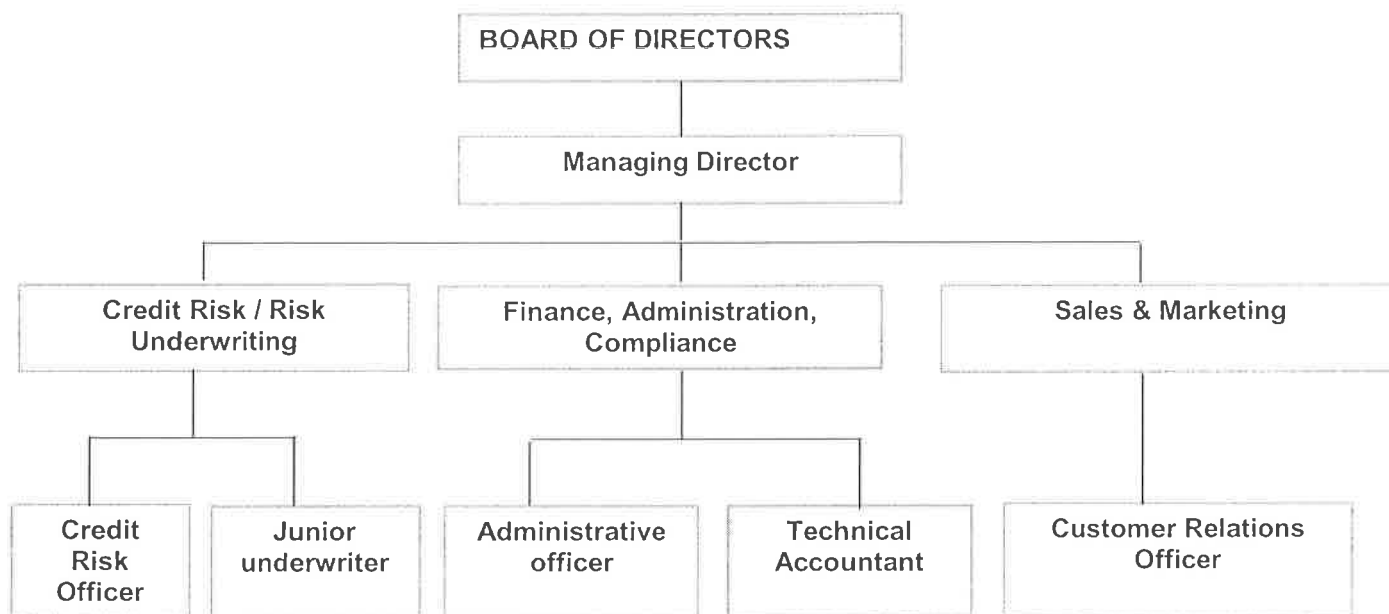 BOARD OF DIRECTORS
Managing Director
Credit Risk / Risk
Underwriting
Finance, Administration,
Compliance
Sales & Marketing
Credit
Risk
Officer
Junior
underwriter
Administrative
officer
Technical
Accountant
Customer Relations
Officer